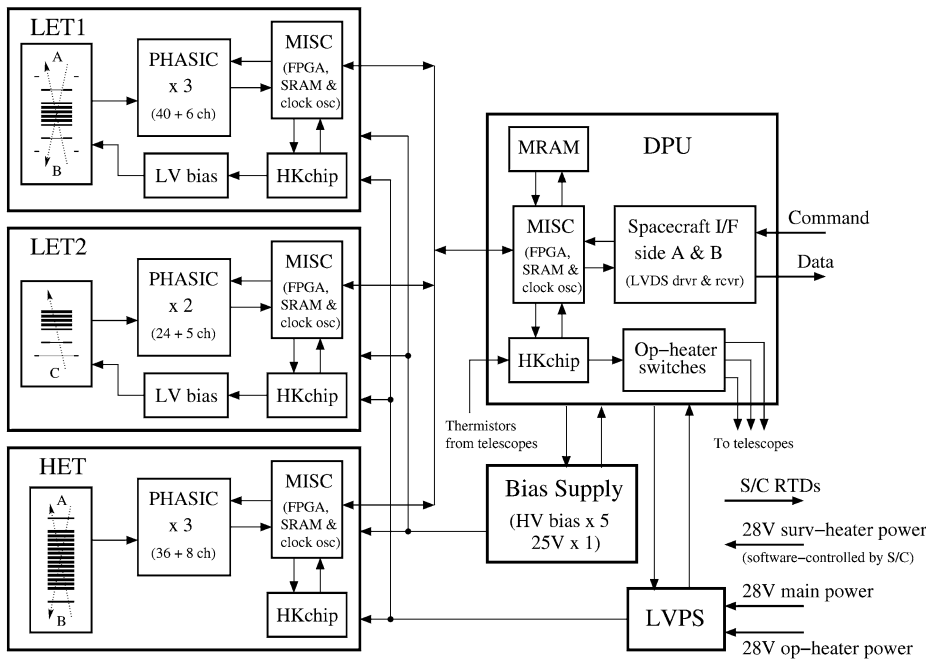 LET1
A
B
PHASIC
x 3
(40 + 6 ch)
MISC
(FPGA,
SRAM &
clock osc)
LV bias
HKchip
LET2
C
PHASIC
x 2
(24 + 5 ch)
MISC
(FPGA,
SRAM &
clock osc)
LV bias
HKchip
HET
A
B
PHASIC
x 3
(36 + 8 ch)
MISC
(FPGA,
SRAM &
clock osc)
HKchip
DPU
MRAM
MISC
(FPGA,
SRAM &
clock osc)
Spacecraft I/F
side A & B
(LVDS drvr & rcvr)
Command
Data
HKchip
Op−heater
switches
Thermistors
from telescopes
To telescopes
Bias Supply
(HV bias x 5
25V x 1)
LVPS
S/C RTDs
28V surv−heater power
(software−controlled by S/C)
28V main power
28V op−heater power